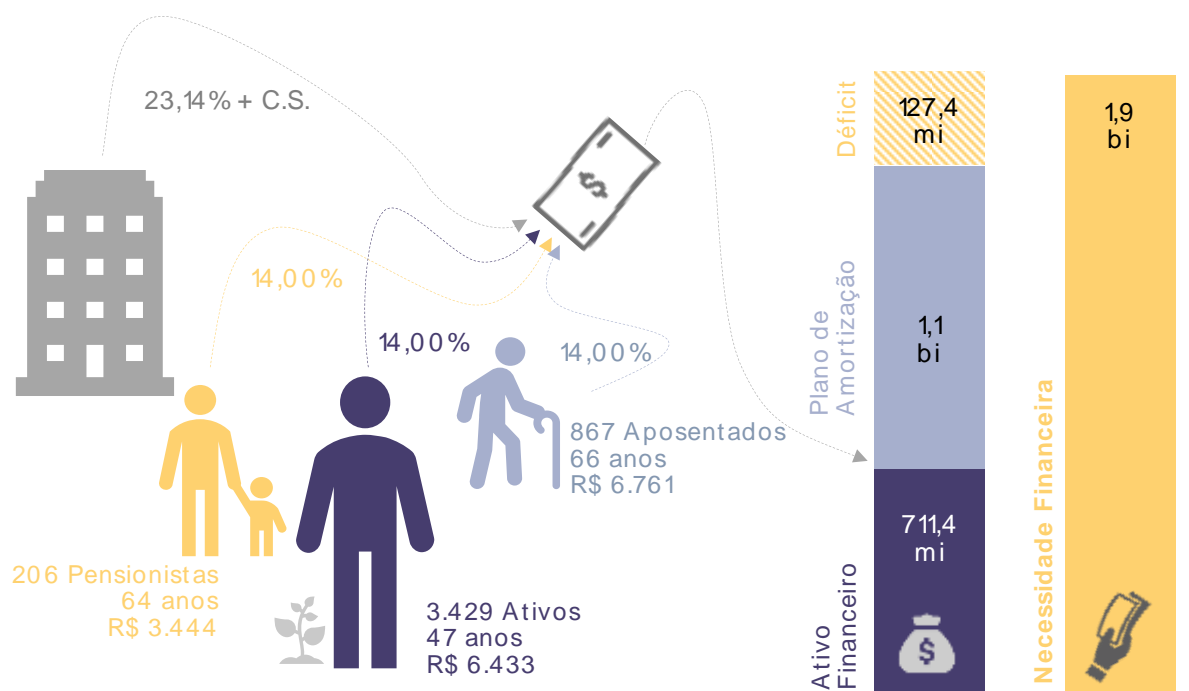 23,14% + C.S.
14,00%
14,00%
14,00%
867 Aposentados
66 anos
R$ 6.761
206 Pensionistas
64 anos
R$ 3.444
3.429 Ativos
47 anos
R$ 6.433
Déficit
127,4
mi
Plano de
Amortização
1,1
bi
Ativo
Financeiro
711,4
mi
$
Necessidade Financeira
1,9
bi
$